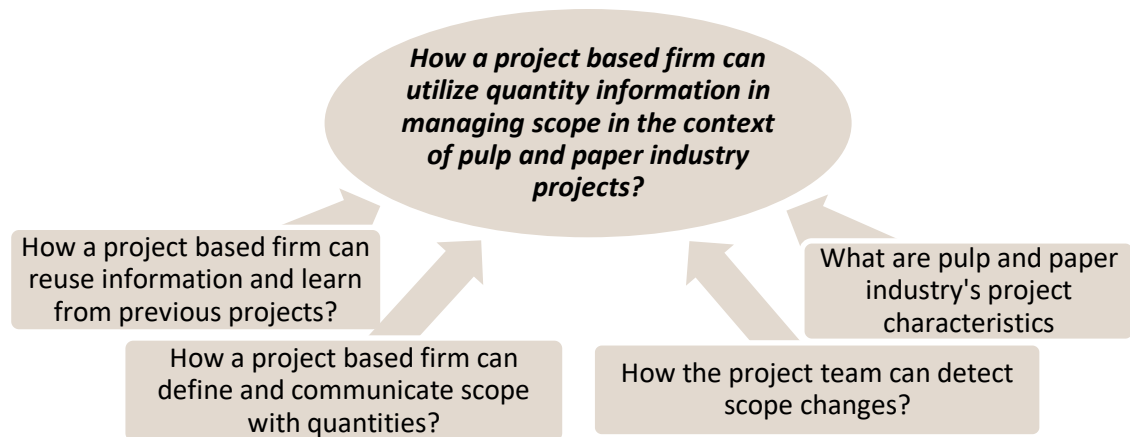 How a project based firm can
utilize quantity information in
managing scope in the context
of pulp and paper industry
projects?
How a project based firm can
reuse information and learn
from previous projects?
How a project based firm can
define and communicate scope
with quantities?
How the project team can detect
scope changes?
What are pulp and paper
industry's project
characteristics